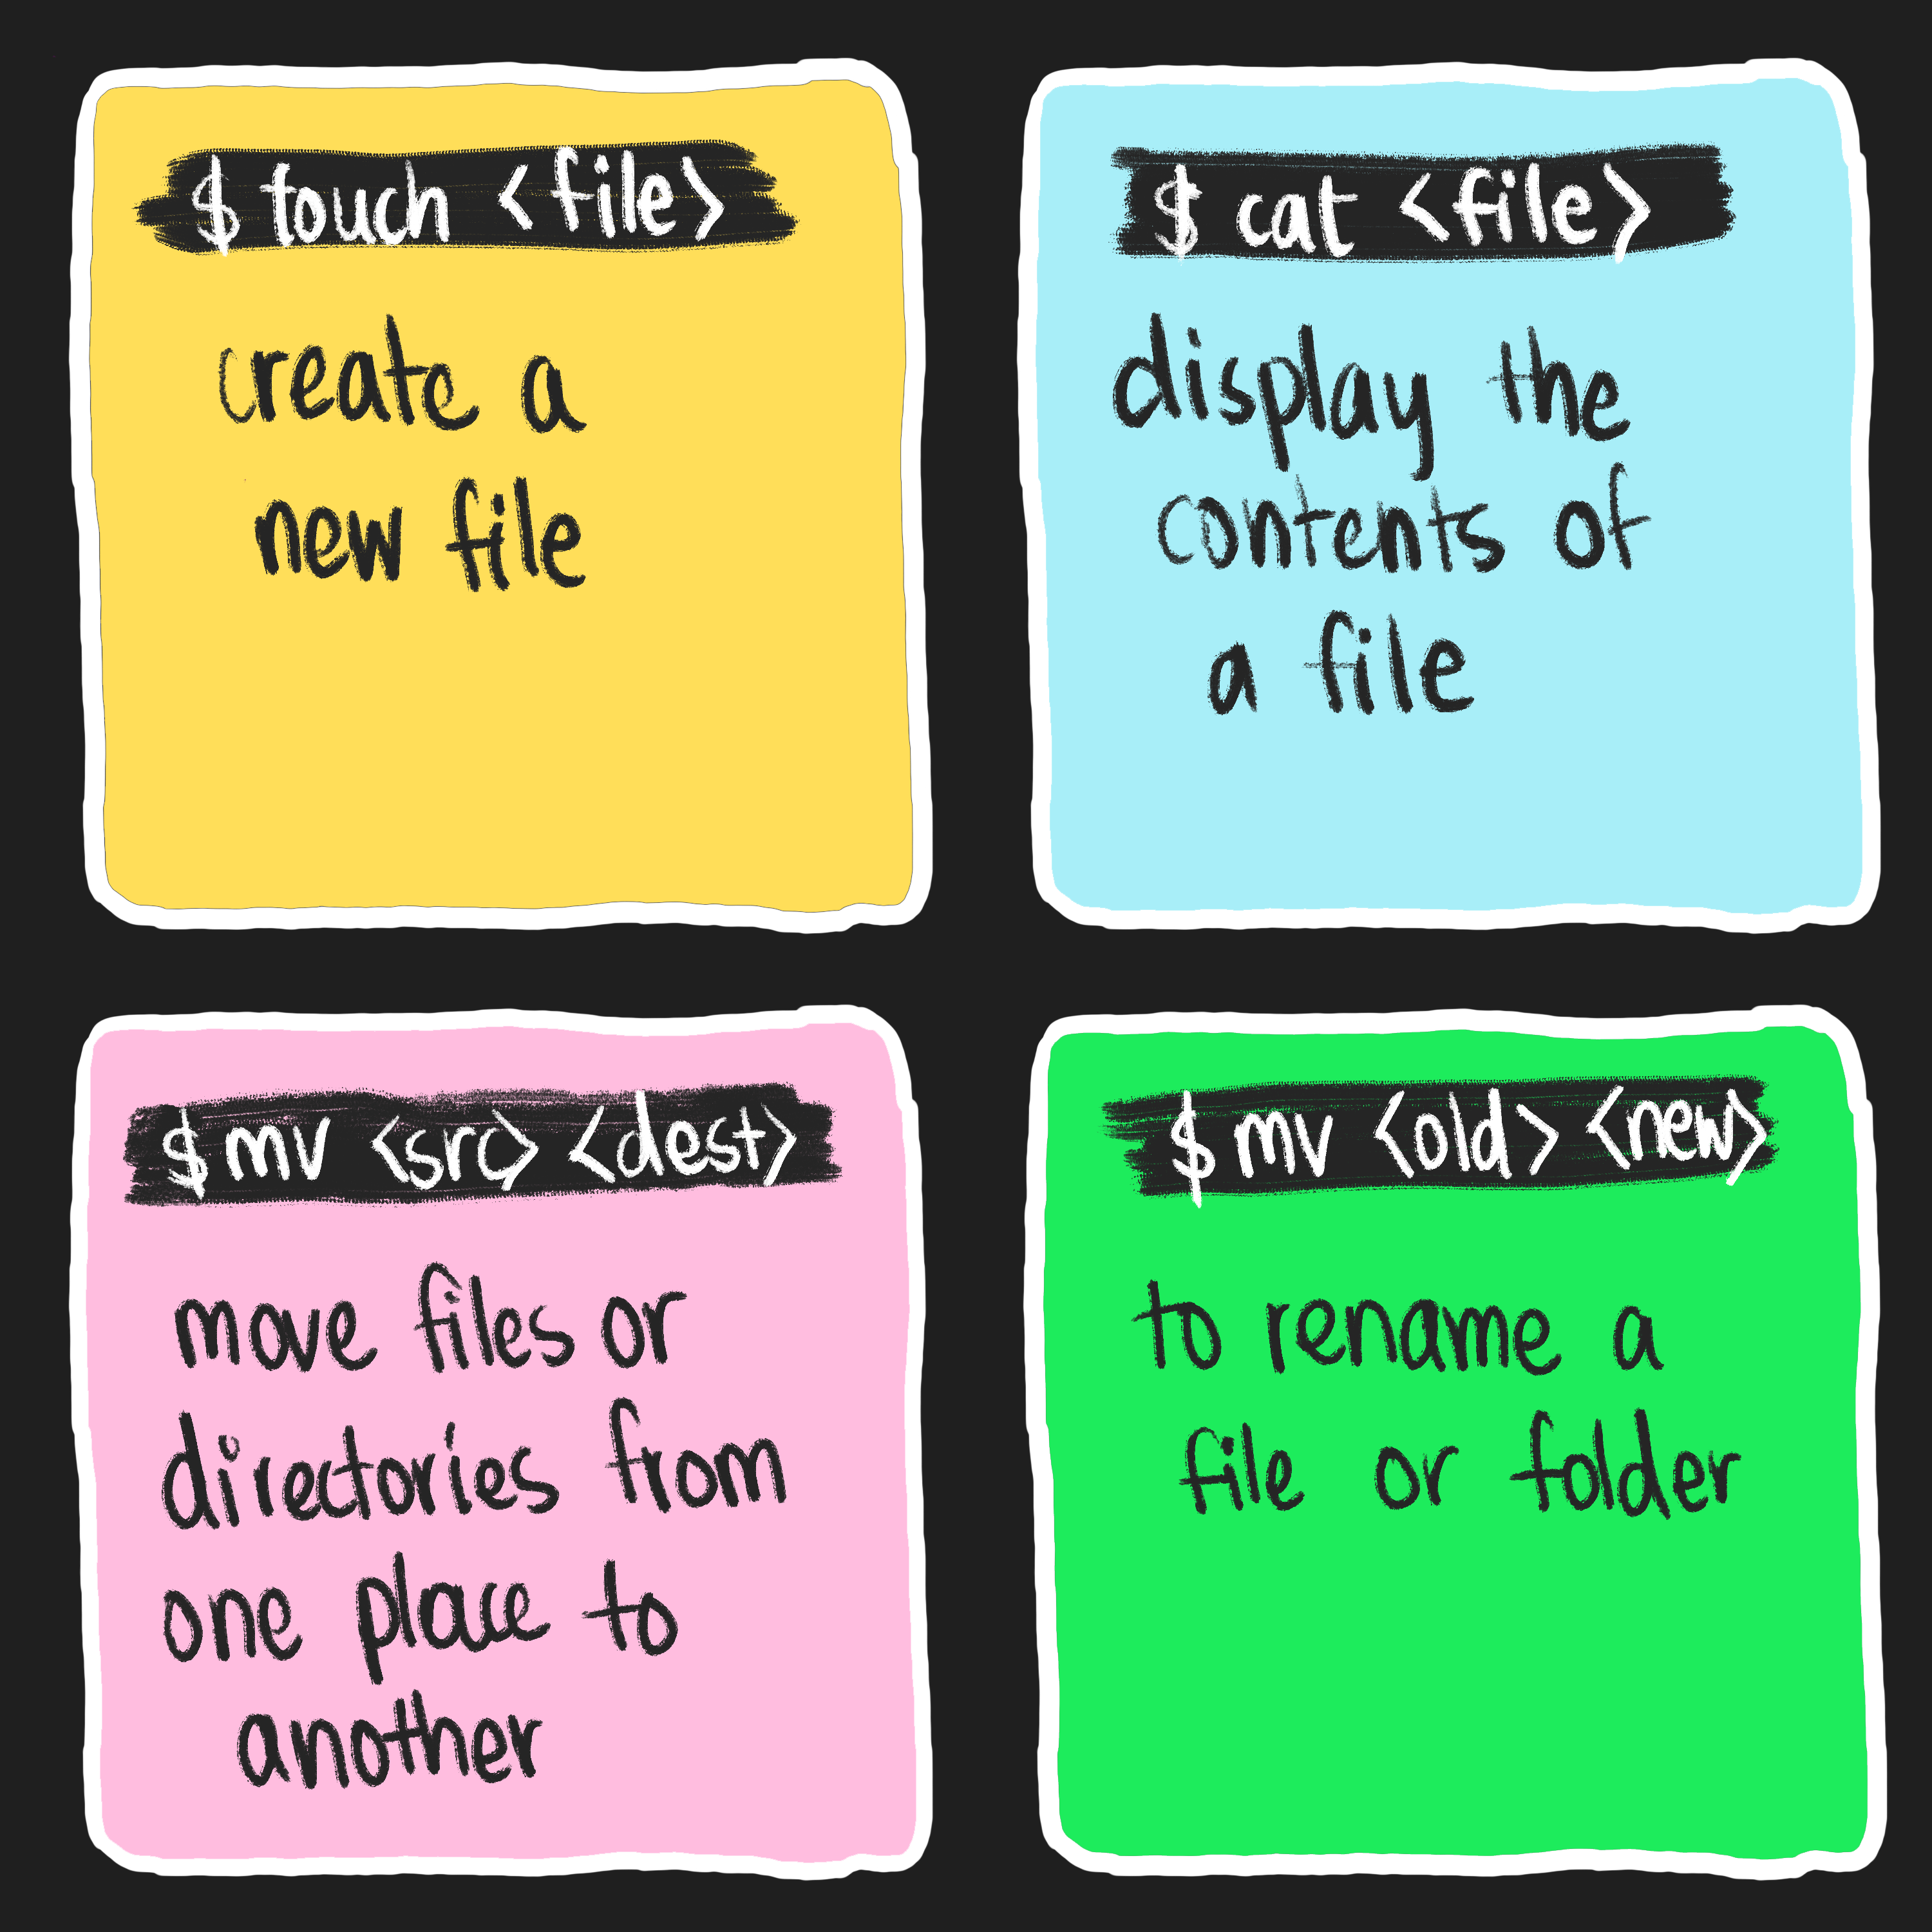 $ touch <file>
create a
new file
$ cat <file>
display the
contents of
a file
$ mv <src> <dest>
move files or
directories from
one place to
another
$ mv <old> <new>
to rename a
file or folder